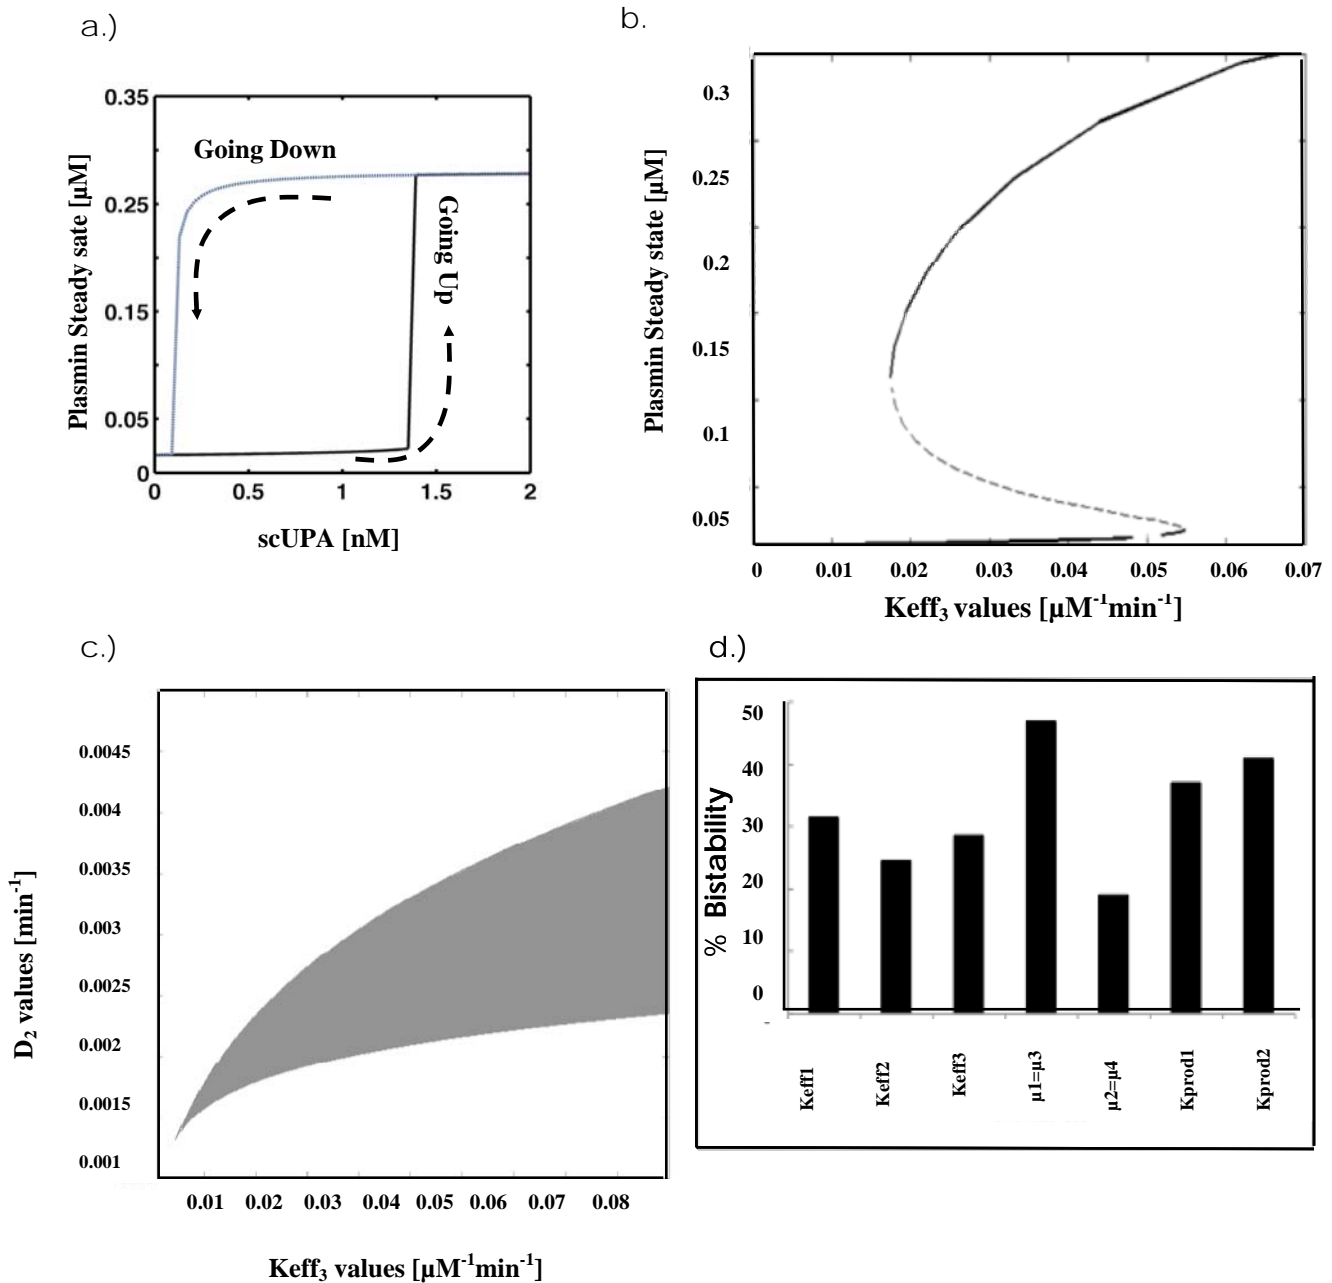 a.)
0.35
0.25
0.15
0.05
0
Plasmin Steady sate [µM]
Going Down
Going Up
0
0.5
1
1.5
2
scUPA [nM]
b.
0.3
0.25
0.2
0.15
0.1
0.05
Plasmin Steady state [µM]
0
0.01
0.02
0.03
0.04
0.05
0.06
0.07
Keff3 values [µM-1min-1]
c.)
0.0045
0.004
0.0035
0.003
0.0025
0.002
0.0015
0.001
D2 values [min-1]
0.01
0.02
0.03
0.04
0.05
0.06
0.07
0.08
Keff3 values [µM-1min-1]
d.)
50
40
30
20
10
0
-
% Bistability
Keff1
Keff2
Keff3
µ1=µ3
µ2=µ4
Kprod1
Kprod2